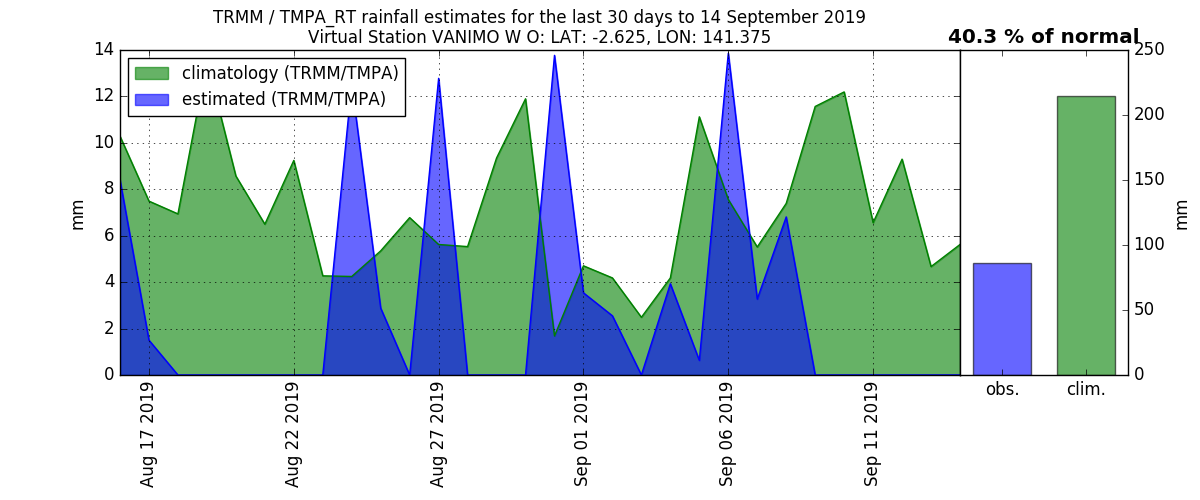 TRMM / TMPA_RT rainfall estimates for the last 30 days to 14 September 2019
Virtual Station VANIMO W O: LAT: -2.625, LON: 141.375
40.3 % of normal
climatology (TRMM/TMPA)
estimated (TRMM/TMPA)
14
12
10
8
6
4
2
0
mm
Aug 17 2019
Aug 22 2019
Aug 27 2019
Sep 01 2019
Sep 06 2019
Sep 11 2019
250
200
150
100
50
0
mm
obs.
clim.